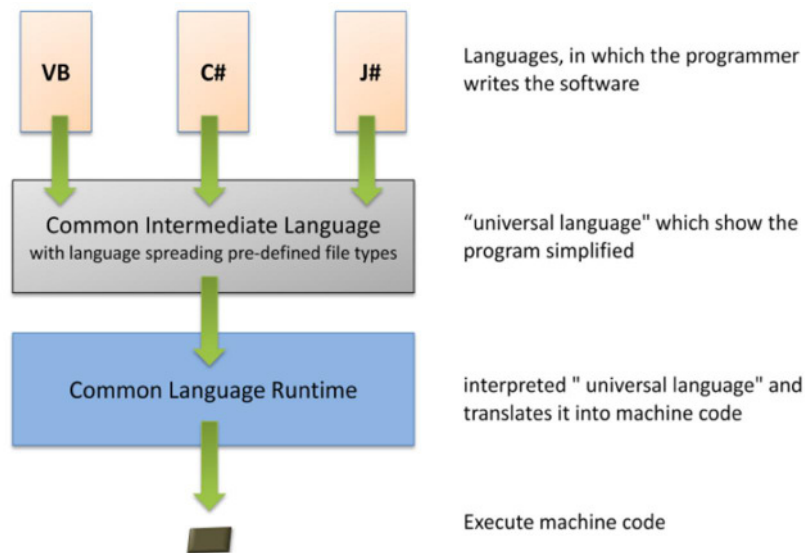 VB
C#
J#
Languages, in which the programmer
writes the software
Common Intermediate Language
with language spreading pre-defined file types
“universal language" which show the
program simplified
Common Language Runtime
interpreted " universal language" and
translates it into machine code
Execute machine code